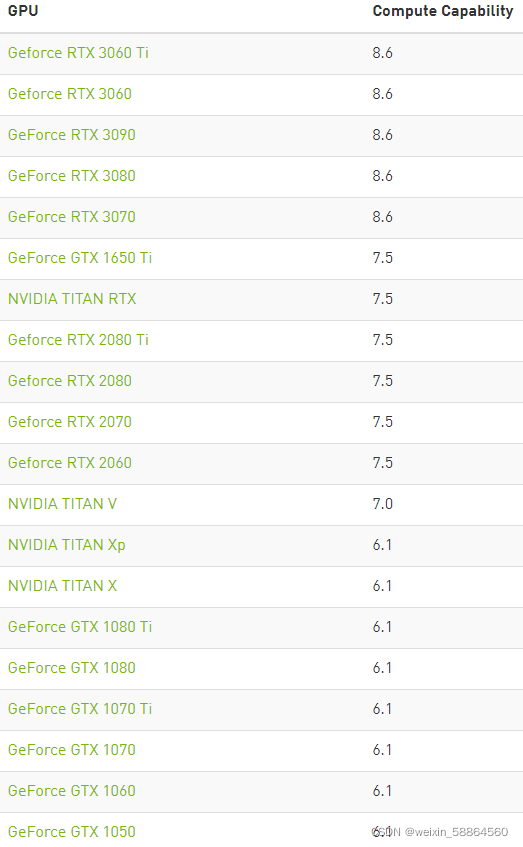 GPU Compute Capability
Geforce RTX 3060 Ti 8.6
Geforce RTX 3060 8.6
GeForce RTX 3090 8.6
GeForce RTX 3080 8.6
GeForce RTX 3070 8.6
GeForce GTX 1650 Ti 7.5
NVIDIA TITAN RTX 7.5
Geforce RTX 2080 Ti 7.5
Geforce RTX 2080 7.5
Geforce RTX 2070 7.5
Geforce RTX 2060 7.5
NVIDIA TITAN V 7.0
NVIDIA TITAN Xp 6.1
NVIDIA TITAN X 6.1
GeForce GTX 1080 Ti 6.1
GeForce GTX 1080 6.1
GeForce GTX 1070 Ti 6.1
GeForce GTX 1070 6.1
GeForce GTX 1060 6.1
GeForce GTX 1050 6.1
CSDN @weixin_58864560